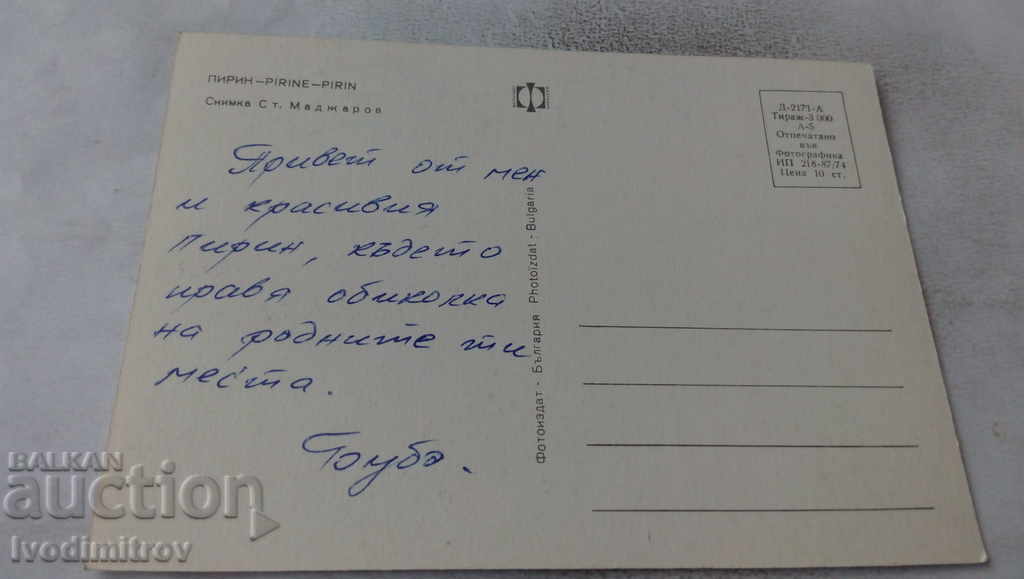 ПИРИН—PIRINE—PIRIN
Снимка Ст. Маджаров
Привет от мен
и красивия
Пирин, където
правя обиколка
на родните ти
места.
Фотоиздат - България Photoizdat - Bulgaria
Д-2171-А
Тираж-3 000
А-5
Отпечатано
във
Фотографика
ИП 218-87/74
Цена 10 ст.
BALKAN
auction
Ivodimitrov